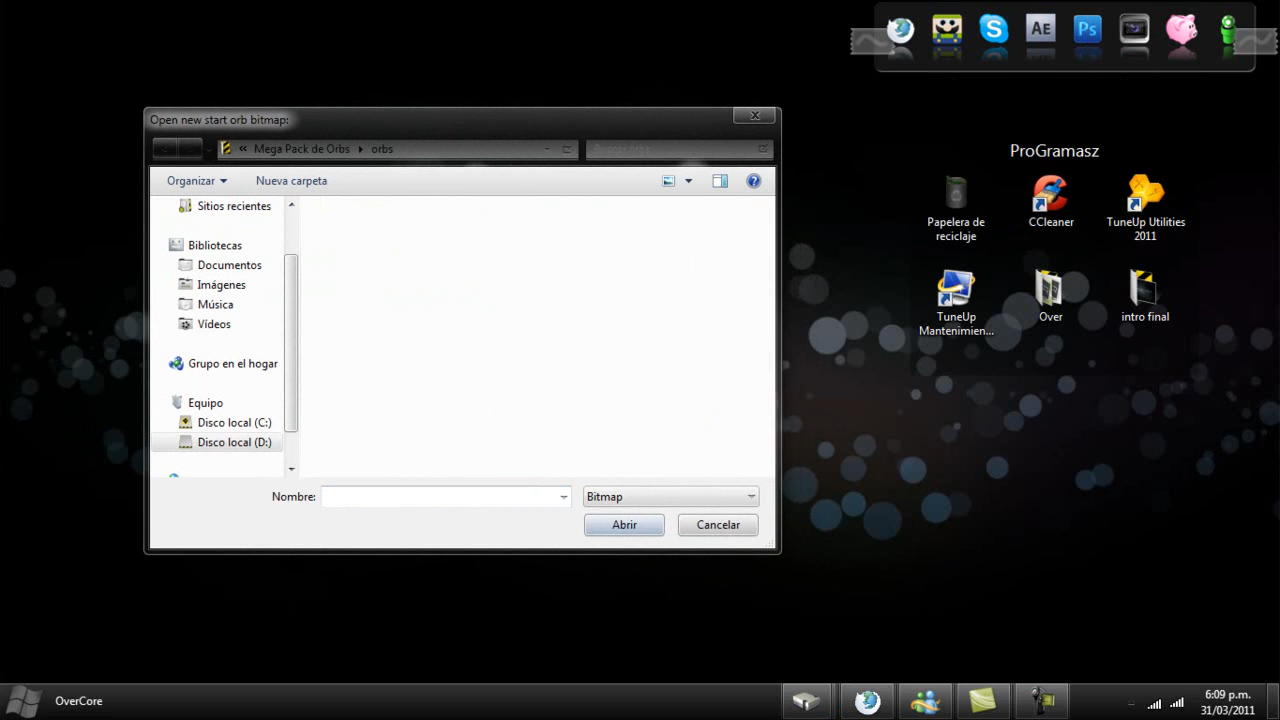 AE
Ps
Open new start orb bitmap:
« Mega Pack de Orbs orbs
Organizar
Nueva carpeta
Sitios recientes
Bibliotecas
Documentos
Imágenes
Música
Vídeos
Grupo en el hogar
Equipo
Disco local (C:)
Disco local (D:)
Nombre:
Bitmap
Abrir
Cancelar
ProGramasz
Papelera de
reciclaje
CCleaner
TuneUp Utilities
2011
TuneUp
Mantenimien...
Over
intro final
OverCore
6:09 p.m.
31/03/2011